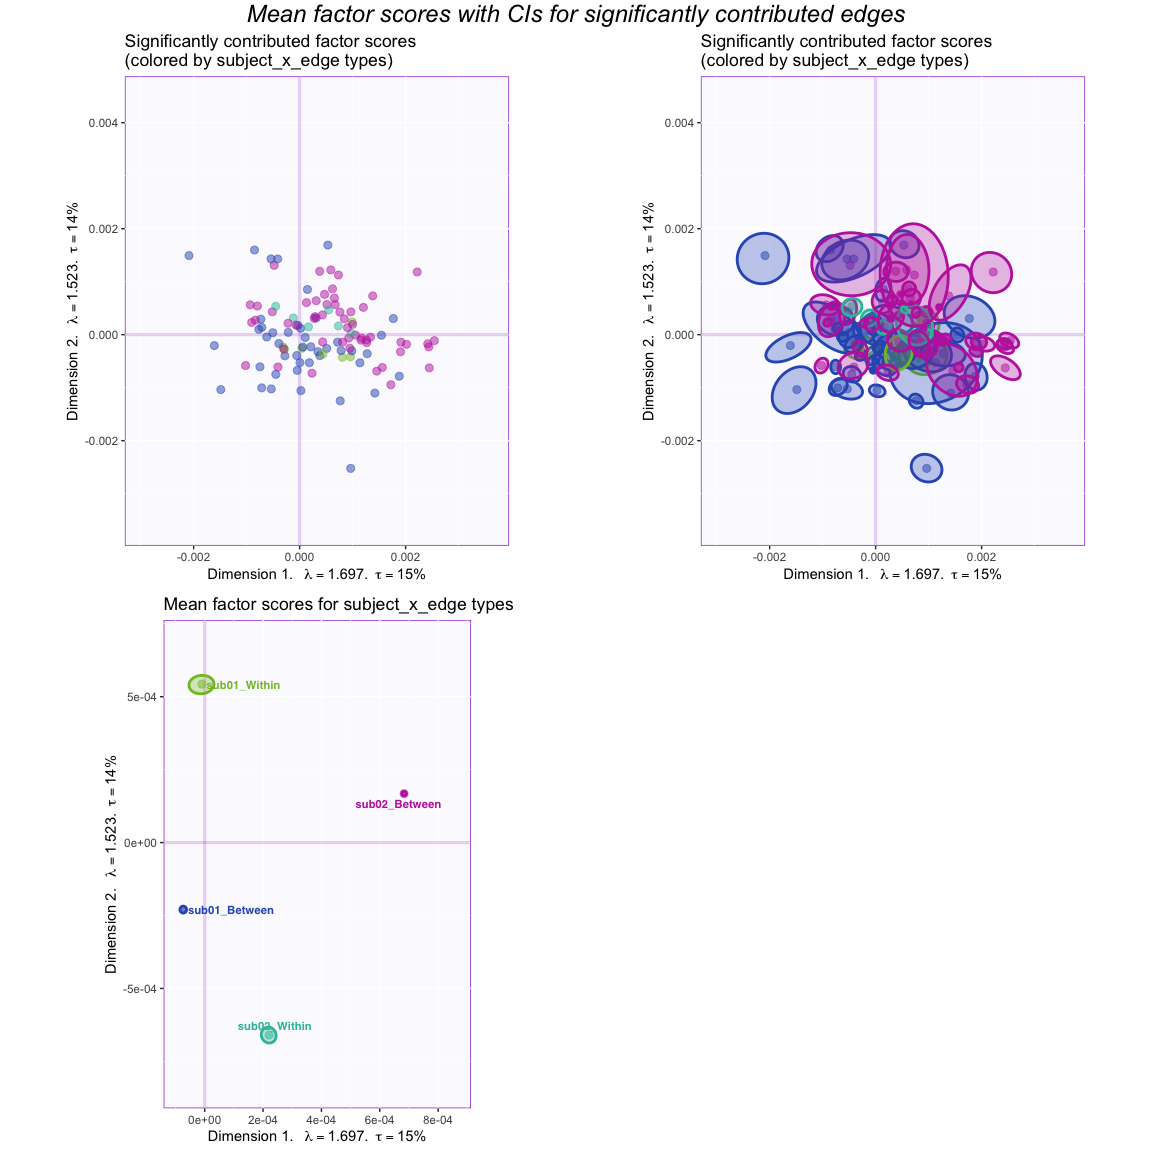 Mean factor scores with CIs for significantly contributed edges
Significantly contributed factor scores
(colored by subject_x_edge types)
0.004
0.002
0.000
-0.002
-0.002
0.000
0.002
Dimension 2. λ = 1.523. τ = 14%
Dimension 1. λ = 1.697. τ = 15%
Significantly contributed factor scores
(colored by subject_x_edge types)
0.004
0.002
0.000
-0.002
-0.002
0.000
0.002
Dimension 2. λ = 1.523. τ = 14%
Dimension 1. λ = 1.697. τ = 15%
Mean factor scores for subject_x_edge types
5e-04
0e+00
-5e-04
sub01_Within
sub02_Between
sub01_Between
sub02_Within
0e+00
2e-04
4e-04
6e-04
8e-04
Dimension 2. λ = 1.523. τ = 14%
Dimension 1. λ = 1.697. τ = 15%